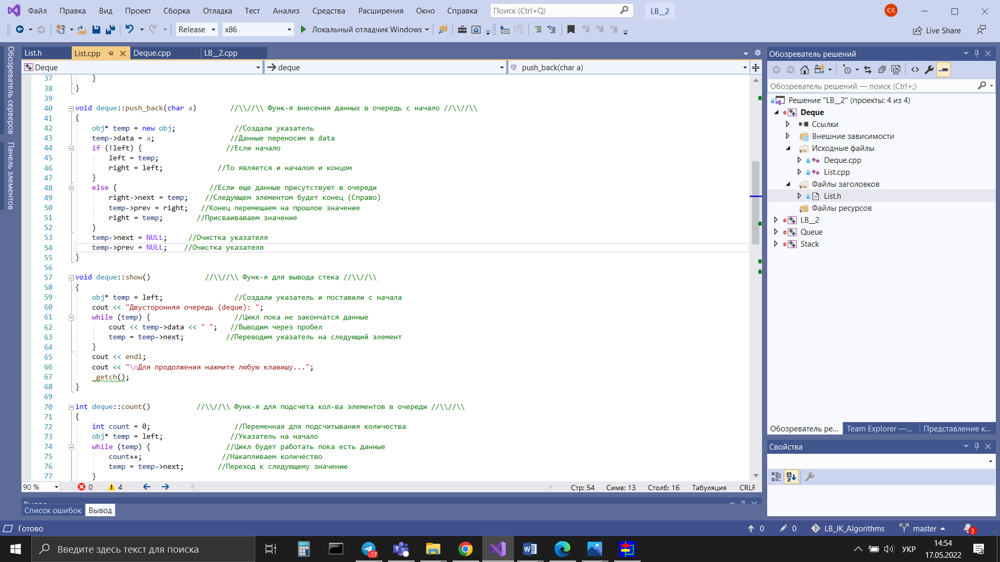 Файл Правка Вид Проект Сборка Отладка Тест Анализ Средства Расширения Окно Справка Поиск (Ctrl+Q) LB__2 ЄК
Release x86 Локальный отладчик Windows Live Share
Обозреватель серверов
Панель элементов
List.h List.cpp Deque.cpp LB__2.cpp
Deque deque push_back(char a)
37 }
38 }
39
40 void deque::push_back(char a) //\\//\\ Функ-я внесения данных в очередь с начало //\\//\\
41 {
42 obj* temp = new obj; //Создали указатель
43 temp->data = a; //Данные переносим в data
44 if (!left) { //Если начало
45 left = temp;
46 right = left; //То является и началом и концом
47 }
48 else { //Если еще данные присутствуют в очереди
49 right->next = temp; //Следующем элементом будет конец (Справо)
50 temp->prev = right; //Конец перемещаем на прошлое значение
51 right = temp; //Присваиваваем значение
52 }
53 temp->next = NULL; //Очистка указателя
54 temp->prev = NULL; //Очистка указателя
55 }
56
57 void deque::show() //\\//\\ Функ-я для вывода стека //\\//\\
58 {
59 obj* temp = left; //Создали указатель и поставили с начала
60 cout << "Двусторонняя очередь (deque): ";
61 while (temp) { //Цикл пока не закончатся данные
62 cout << temp->data << " "; //Выводим через пробел
63 temp = temp->next; //Переводим указатель на следующий элемент
64 }
65 cout << endl;
66 cout << "\nДля продолжения нажмите любую клавишу...";
67 _getch();
68 }
69
70 int deque::count() //\\//\\ Функ-я для подсчета кол-ва элементов в очереди //\\//\\
71 {
72 int count = 0; //Переменная для подсчитывания количества
73 obj* temp = left; //Указатель на начало
74 while (temp) { //Цикл будет работать пока есть данные
75 count++; //Накапливаем количество
76 temp = temp->next; //Переход к следующему значению
77 }
90 % 0 4 Стр: 54 Симв: 13 Столб: 16 Табуляция CRLF
Вывод
Список ошибок Вывод
Обозреватель решений
Обозреватель решений — поиск (Ctrl+;)
Решение "LB__2" (проекты: 4 из 4)
Deque
Ссылки
Внешние зависимости
Исходные файлы
Deque.cpp
List.cpp
Файлы заголовков
List.h
Файлы ресурсов
LB__2
Queue
Stack
Обозреватель ре... Team Explorer —... Представление к...
Свойства
Готово 0 0 LB_JK_Algorithms master 3
Введите здесь текст для поиска ..17 УКР 14:54
17.05.2022